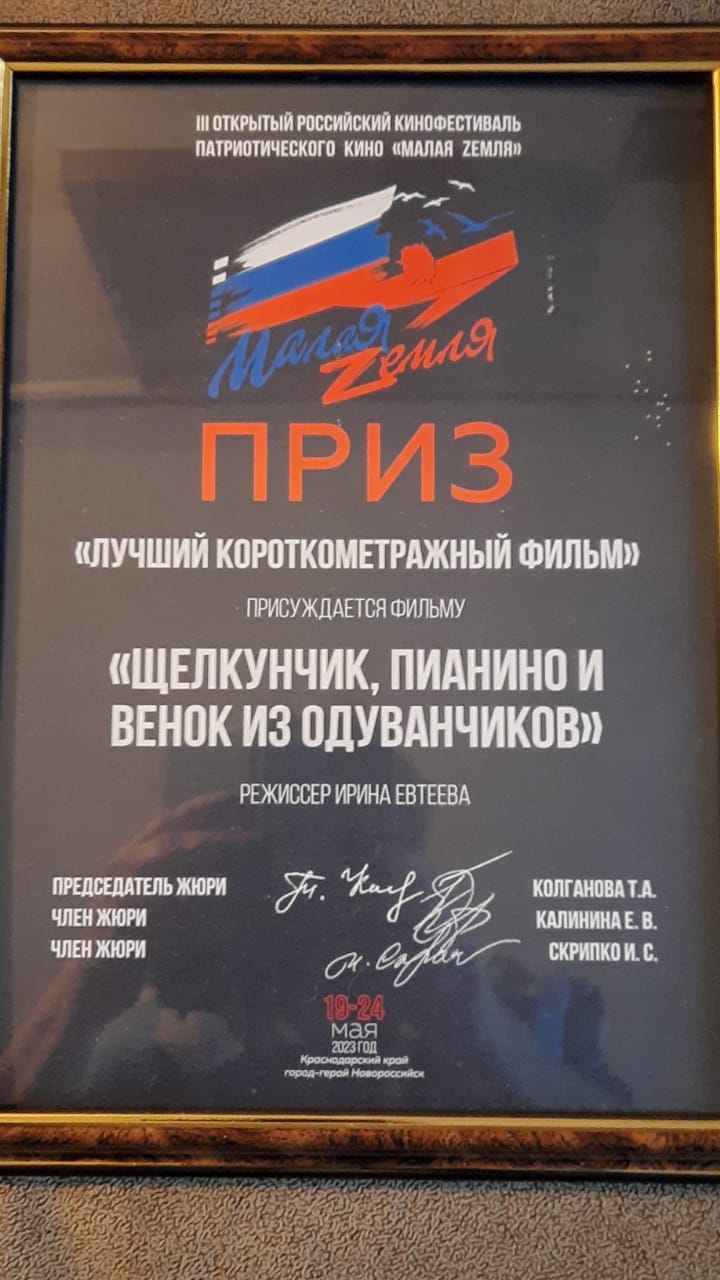 III ОТКРЫТЫЙ РОССИЙСКИЙ КИНОФЕСТИВАЛЬ
ПАТРИОТИЧЕСКОГО КИНО «МАЛАЯ ZЕМЛЯ»
Малая
Zемля
ПРИЗ
«ЛУЧШИЙ КОРОТКОМЕТРАЖНЫЙ ФИЛЬМ»
ПРИСУЖДАЕТСЯ ФИЛЬМУ
«ЩЕЛКУНЧИК, ПИАНИНО И
ВЕНОК ИЗ ОДУВАНЧИКОВ»
РЕЖИССЕР ИРИНА ЕВТЕЕВА
ПРЕДСЕДАТЕЛЬ ЖЮРИ КОЛГАНОВА Т.А.
ЧЛЕН ЖЮРИ КАЛИНИНА Е. В.
ЧЛЕН ЖЮРИ СКРИПКО И. С.
19-24
мая
2023 ГОД
Краснодарский край
город-герой Новороссийск